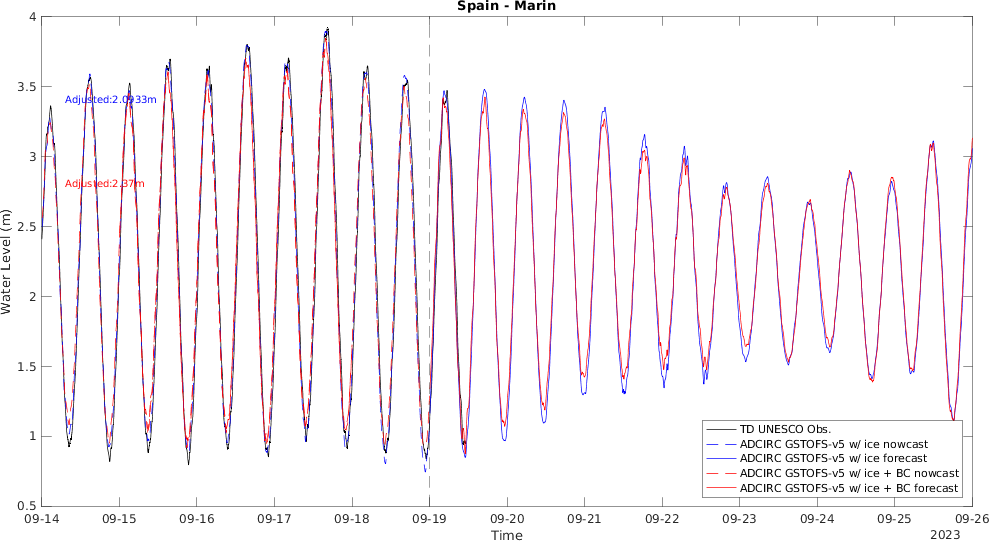 Spain - Marin
4
3.5
3
2.5
2
1.5
1
0.5
Water Level (m)
Adjusted:2.0933m
Adjusted:2.37m
TD UNESCO Obs.
ADCIRC GSTOFS-v5 w/ ice nowcast
ADCIRC GSTOFS-v5 w/ ice forecast
ADCIRC GSTOFS-v5 w/ ice + BC nowcast
ADCIRC GSTOFS-v5 w/ ice + BC forecast
09-14 09-15 09-16 09-17 09-18 09-19 09-20 09-21 09-22 09-23 09-24 09-25 09-26
Time
2023